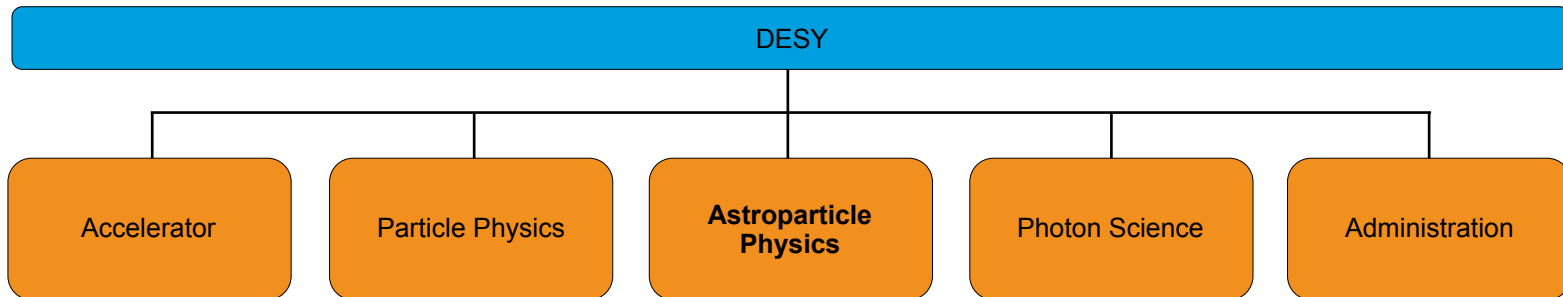 DESY
Accelerator
Particle Physics
Astroparticle
Physics
Photon Science
Administration